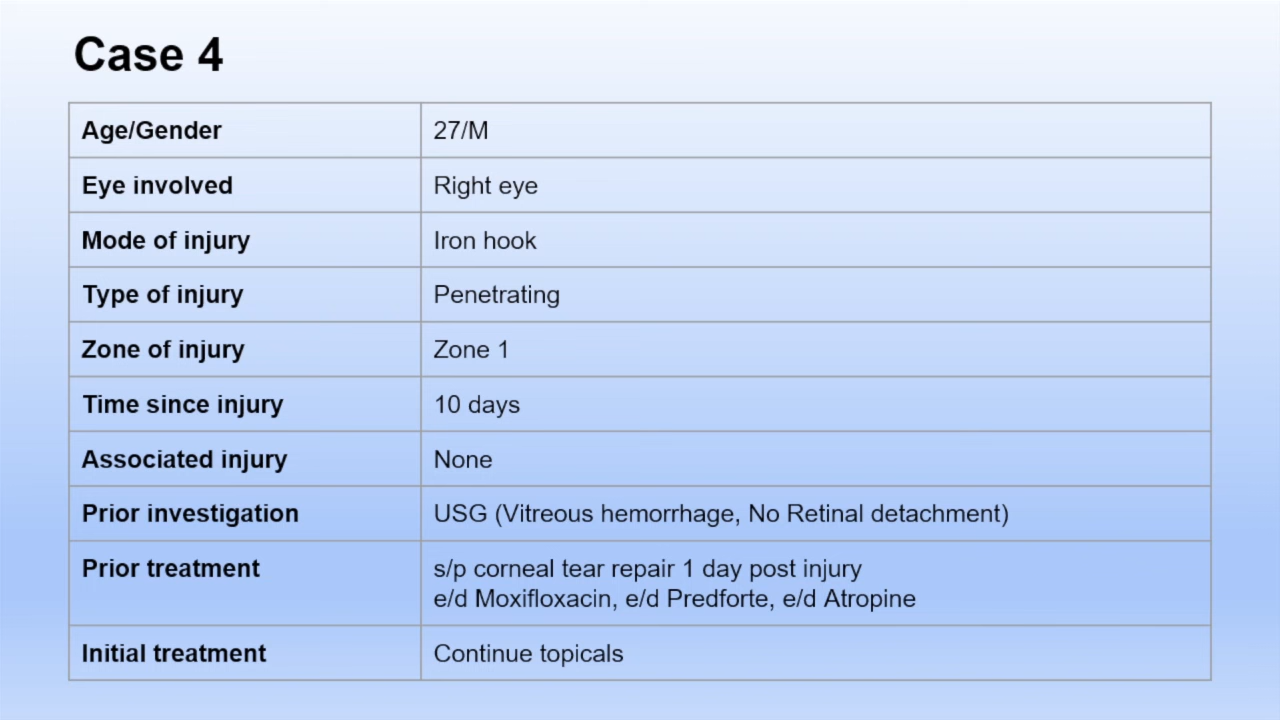 Case 4
Age/Gender 27/M
Eye involved Right eye
Mode of injury Iron hook
Type of injury Penetrating
Zone of injury Zone 1
Time since injury 10 days
Associated injury None
Prior investigation USG (Vitreous hemorrhage, No Retinal detachment)
Prior treatment s/p corneal tear repair 1 day post injury
e/d Moxifloxacin, e/d Predforte, e/d Atropine
Initial treatment Continue topicals